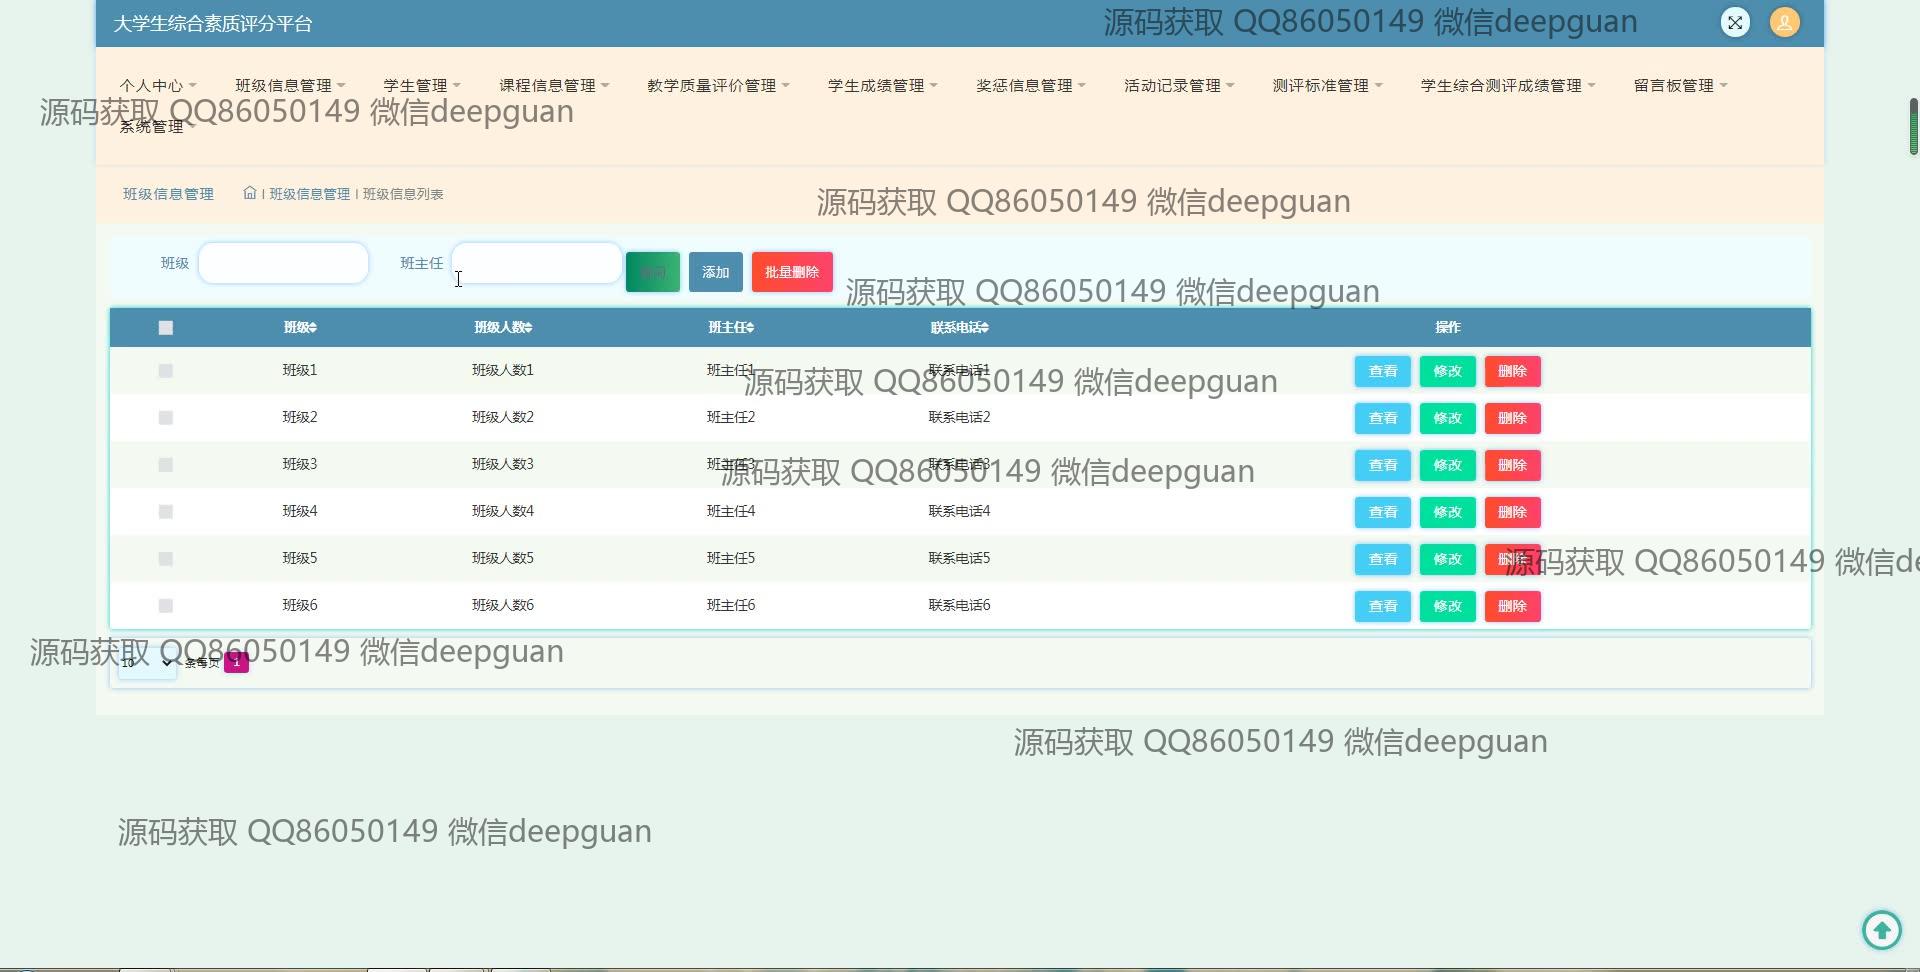 大学生综合素质评分平台
源码获取 QQ86050149 微信deepguan
个人中心 班级信息管理 学生管理 课程信息管理 教学质量评价管理 学生成绩管理 奖惩信息管理 活动记录管理 测评标准管理 学生综合测评成绩管理 留言板管理
源码获取 QQ86050149 微信deepguan
系统管理
班级信息管理 班级信息管理 班级信息列表
源码获取 QQ86050149 微信deepguan
班级 班主任 添加 批量删除
源码获取 QQ86050149 微信deepguan
班级 班级人数 班主任 联系电话 操作
班级1 班级人数1 班主任1 联系电话1 查看 修改 删除
源码获取 QQ86050149 微信deepguan
班级2 班级人数2 班主任2 联系电话2 查看 修改 删除
班级3 班级人数3 班主任3 联系电话3 查看 修改 删除
源码获取 QQ86050149 微信deepguan
班级4 班级人数4 班主任4 联系电话4 查看 修改 删除
班级5 班级人数5 班主任5 联系电话5 查看 修改 删除
源码获取 QQ86050149 微信de
班级6 班级人数6 班主任6 联系电话6 查看 修改 删除
源码获取 QQ86050149 微信deepguan
10 条每页 1
源码获取 QQ86050149 微信deepguan
源码获取 QQ86050149 微信deepguan